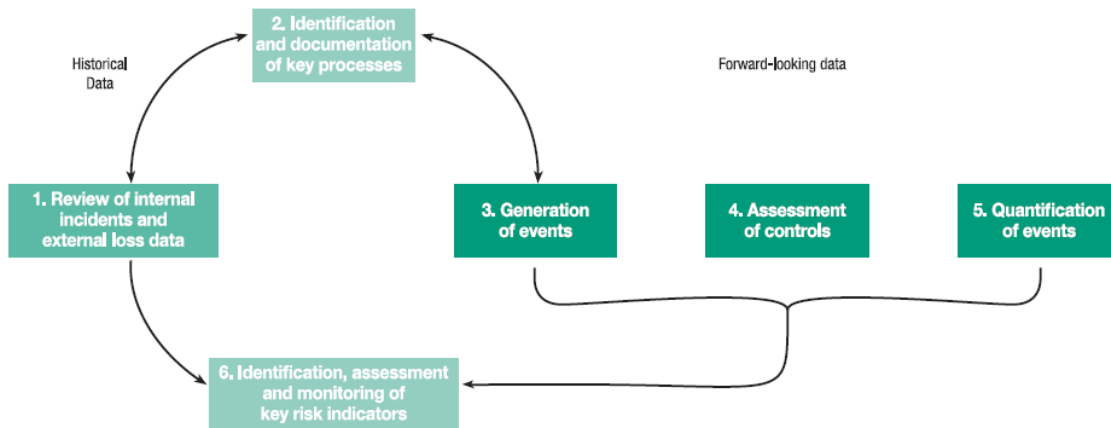 2. Identification
and documentation
of key processes
Historical
Data
Forward-looking data
1. Review of internal
incidents and
external loss data
3. Generation
of events
4. Assessment
of controls
5. Quantification
of events
6. Identification, assessment
and monitoring of
key risk indicators